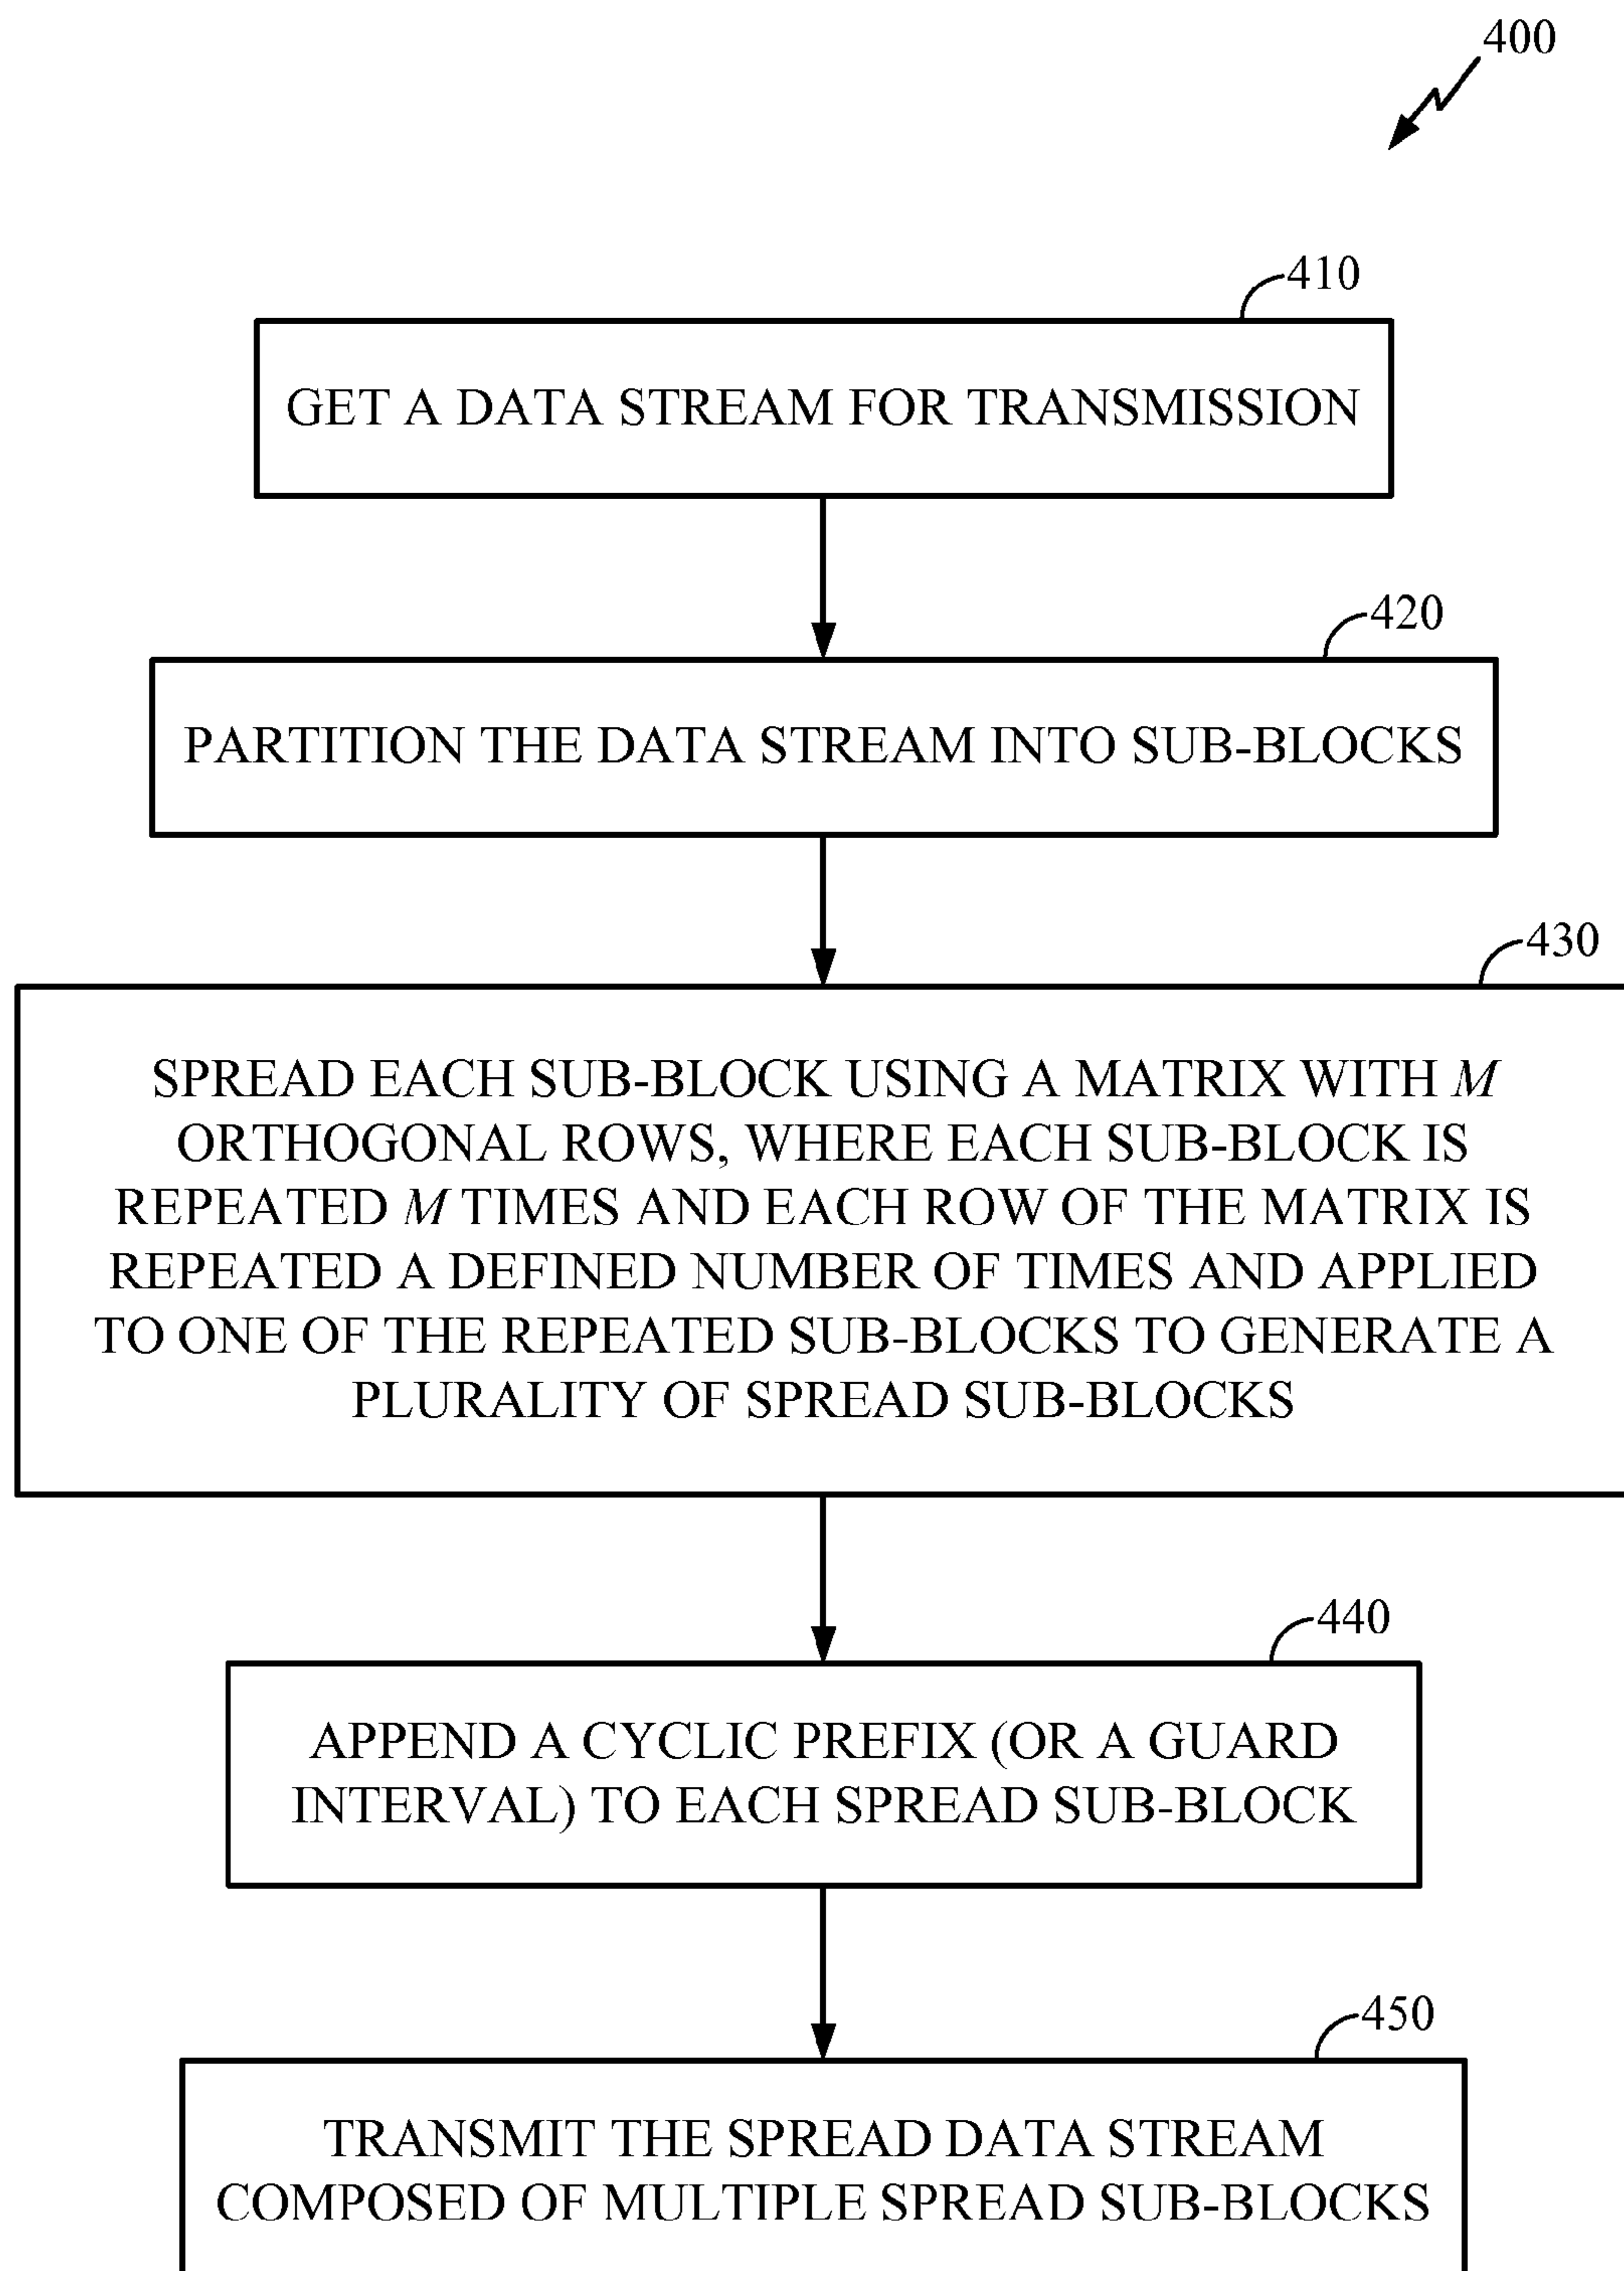 400
410
GET A DATA STREAM FOR TRANSMISSION
420
PARTITION THE DATA STREAM INTO SUB-BLOCKS
430
SPREAD EACH SUB-BLOCK USING A MATRIX WITH M
ORTHOGONAL ROWS, WHERE EACH SUB-BLOCK IS
REPEATED M TIMES AND EACH ROW OF THE MATRIX IS
REPEATED A DEFINED NUMBER OF TIMES AND APPLIED
TO ONE OF THE REPEATED SUB-BLOCKS TO GENERATE A
PLURALITY OF SPREAD SUB-BLOCKS
440
APPEND A CYCLIC PREFIX (OR A GUARD
INTERVAL) TO EACH SPREAD SUB-BLOCK
450
TRANSMIT THE SPREAD DATA STREAM
COMPOSED OF MULTIPLE SPREAD SUB-BLOCKS